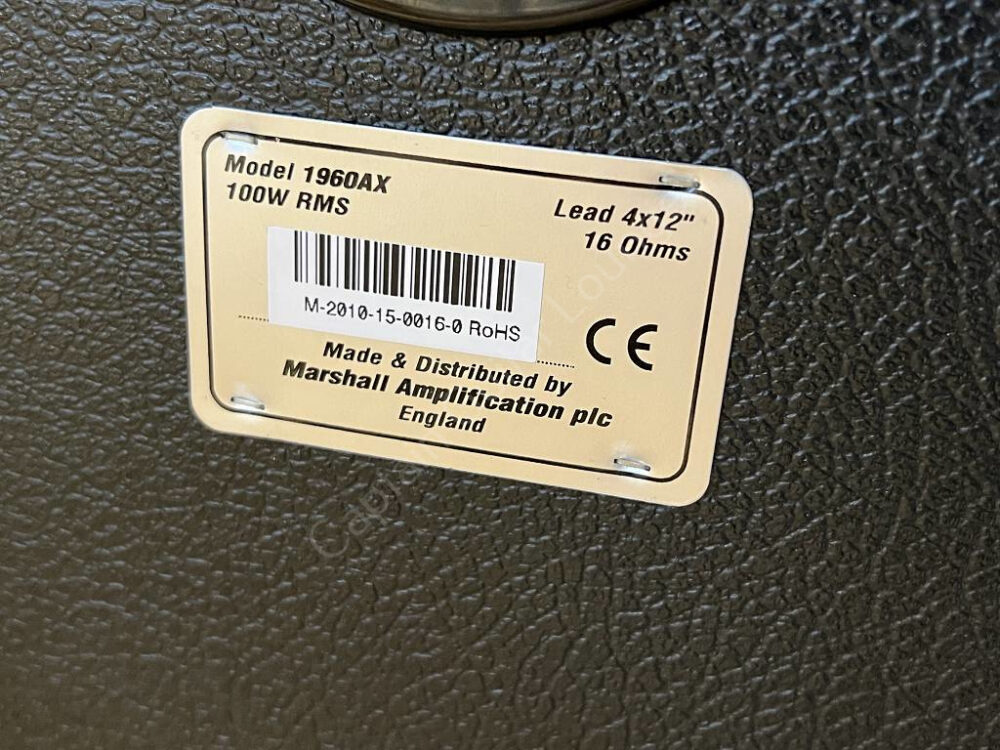 Model 1960AX
100W RMS
Lead 4x12"
16 Ohms
M-2010-15-0016-0 RoHS
CE
Made & Distributed by
Marshall Amplification plc
England